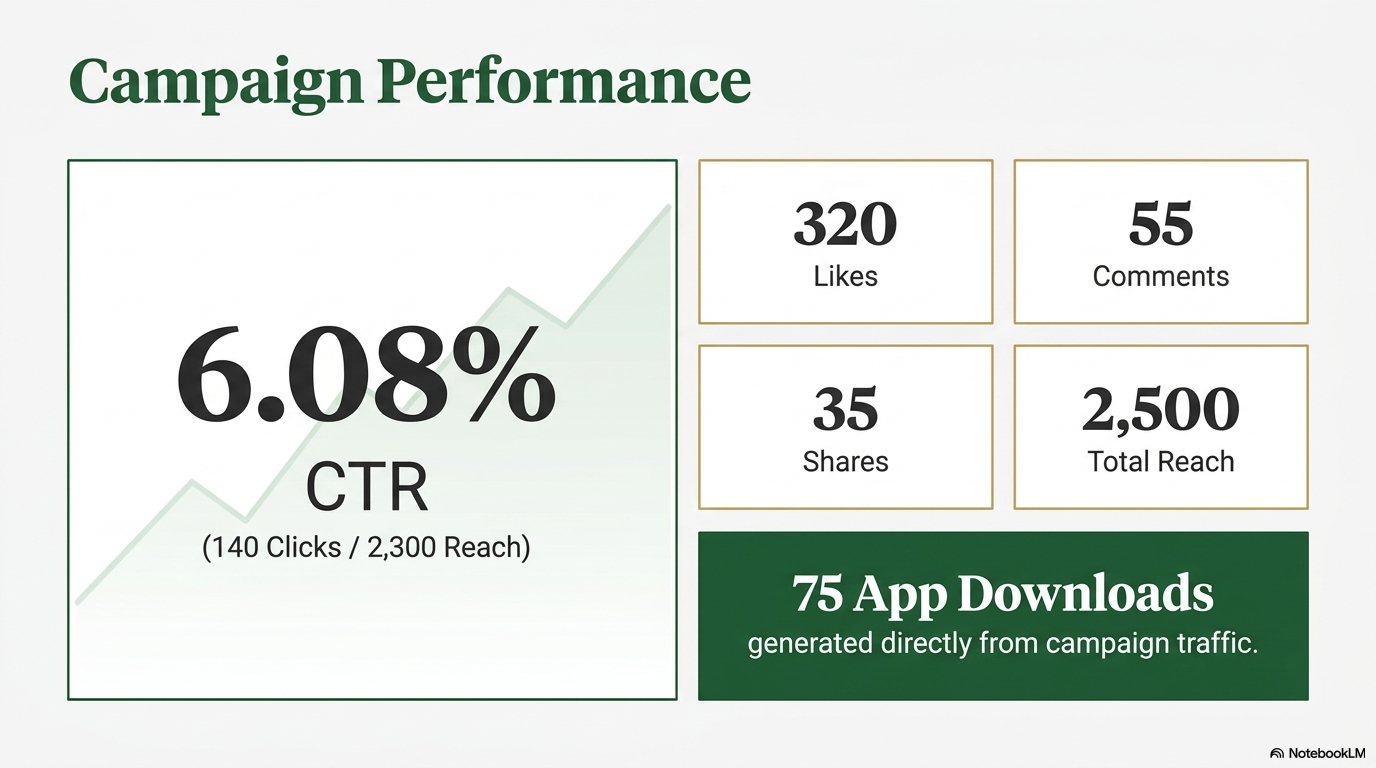 Campaign Performance
6.08%
CTR
(140 Clicks / 2,300 Reach)
320
Likes
55
Comments
35
Shares
2,500
Total Reach
75 App Downloads
generated directly from campaign traffic.
NotebookLM